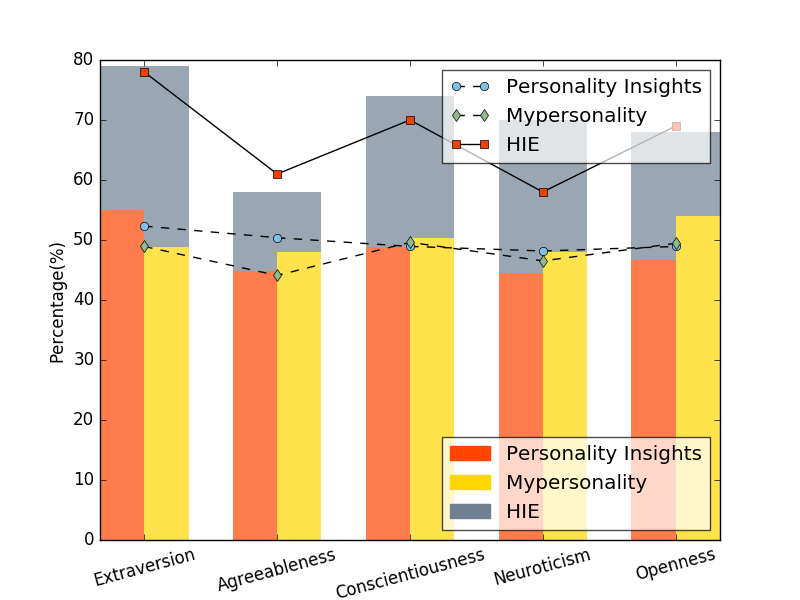 80
70
60
50
40
30
20
10
0
Percentage(%)
Personality Insights
Mypersonality
HIE
Personality Insights
Mypersonality
HIE
Extraversion
Agreeableness
Conscientiousness
Neuroticism
Openness